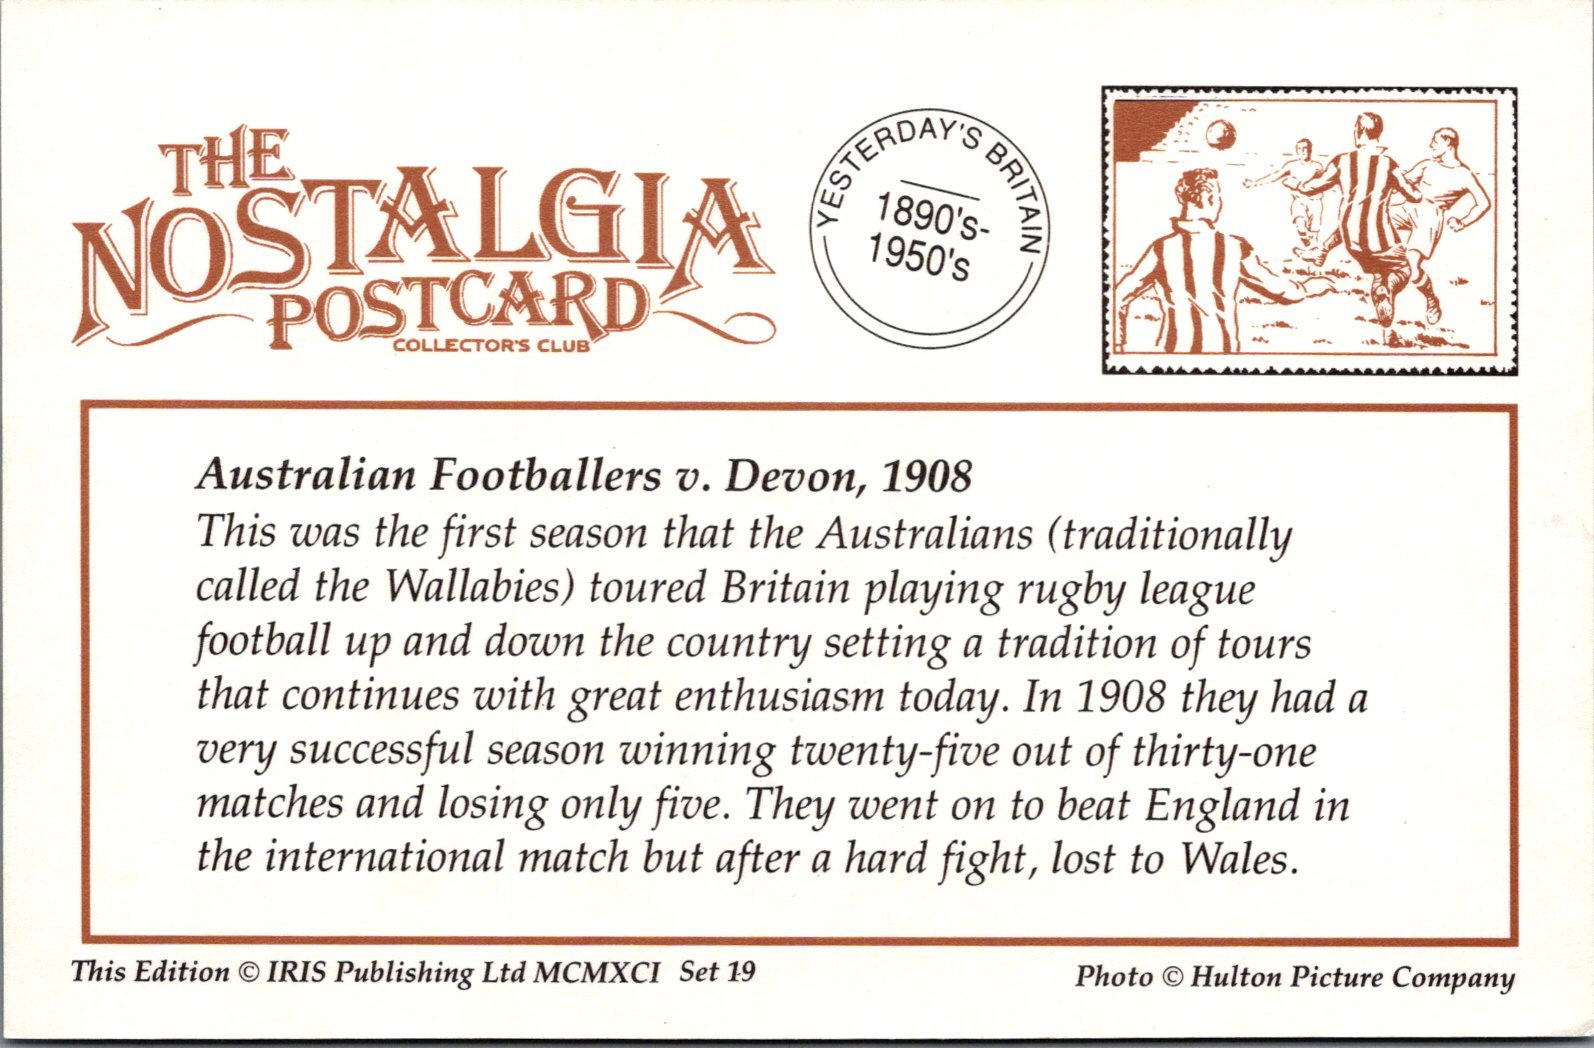 THE
NOSTALGIA
POSTCARD
COLLECTOR'S CLUB
YESTERDAY'S BRITAIN
1890's-
1950's
Australian Footballers v. Devon, 1908
This was the first season that the Australians (traditionally
called the Wallabies) toured Britain playing rugby league
football up and down the country setting a tradition of tours
that continues with great enthusiasm today. In 1908 they had a
very successful season winning twenty-five out of thirty-one
matches and losing only five. They went on to beat England in
the international match but after a hard fight, lost to Wales.
This Edition © IRIS Publishing Ltd MCMXCI Set 19
Photo © Hulton Picture Company